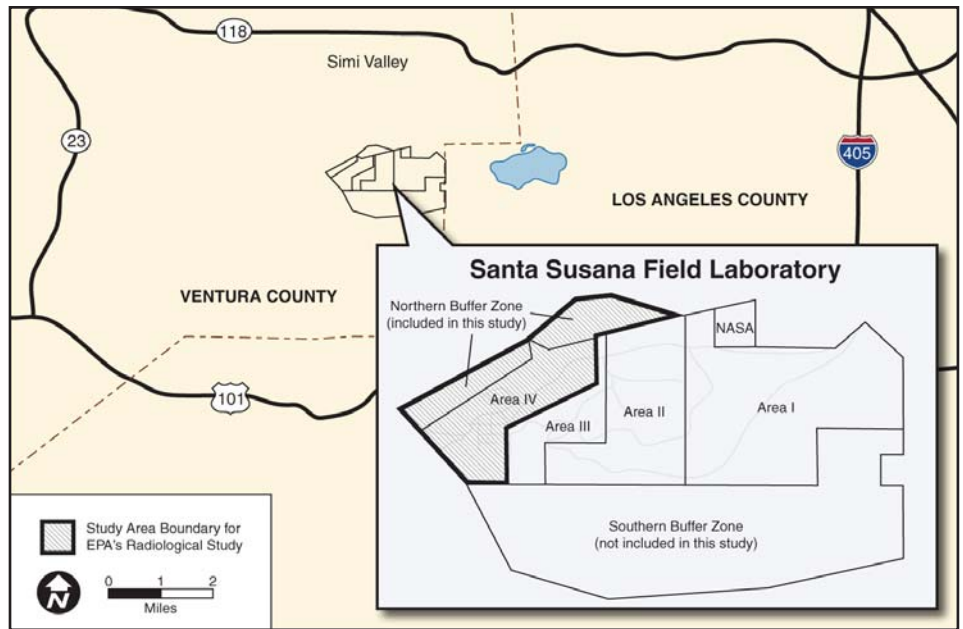 118
Simi Valley
23
405
LOS ANGELES COUNTY
VENTURA COUNTY
101
Santa Susana Field Laboratory
Northern Buffer Zone
(included in this study)
NASA
Area IV
Area III
Area II
Area I
Southern Buffer Zone
(not included in this study)
Study Area Boundary for
EPA's Radiological Study
N
0 1 2
Miles